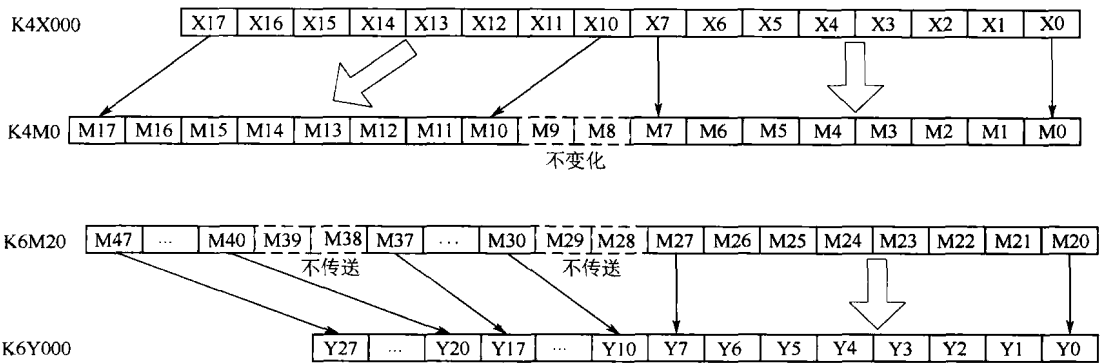 K4X000 X17 X16 X15 X14 X13 X12 X11 X10 X7 X6 X5 X4 X3 X2 X1 X0
K4M0 M17 M16 M15 M14 M13 M12 M11 M10 M9 M8 M7 M6 M5 M4 M3 M2 M1 M0
不变化
K6M20 M47 ... M40 M39 M38 M37 ... M30 M29 M28 M27 M26 M25 M24 M23 M22 M21 M20
不传送 不传送
K6Y000 Y27 ... Y20 Y17 ... Y10 Y7 Y6 Y5 Y4 Y3 Y2 Y1 Y0